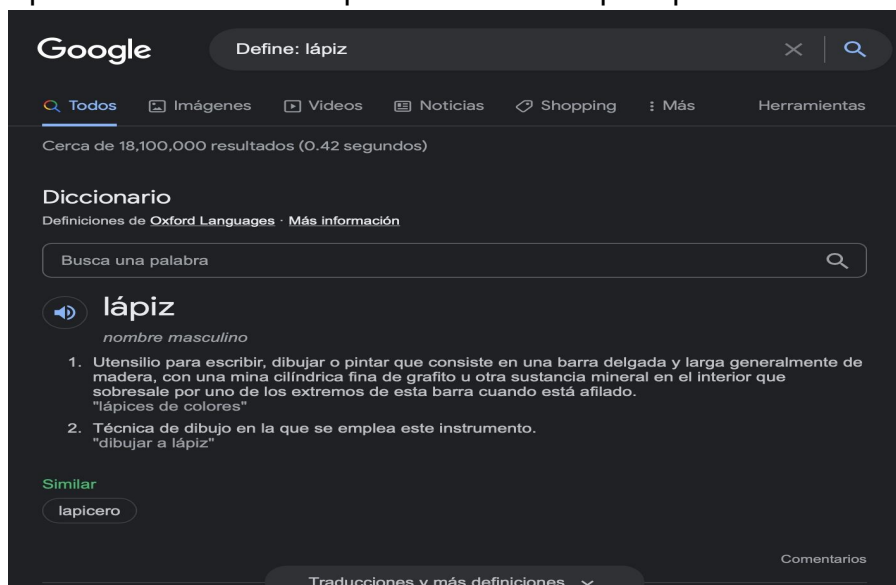 Google
Define: lápiz
Todos Imágenes Videos Noticias Shopping Más Herramientas
Cerca de 18,100,000 resultados (0.42 segundos)
Diccionario
Definiciones de Oxford Languages · Más información
Busca una palabra
lápiz
nombre masculino
1. Utensilio para escribir, dibujar o pintar que consiste en una barra delgada y larga generalmente de
madera, con una mina cilíndrica fina de grafito u otra sustancia mineral en el interior que
sobresale por uno de los extremos de esta barra cuando está afilado.
"lápices de colores"
2. Técnica de dibujo en la que se emplea este instrumento.
"dibujar a lápiz"
Similar
lapicero
Comentarios
Traducciones y más definiciones